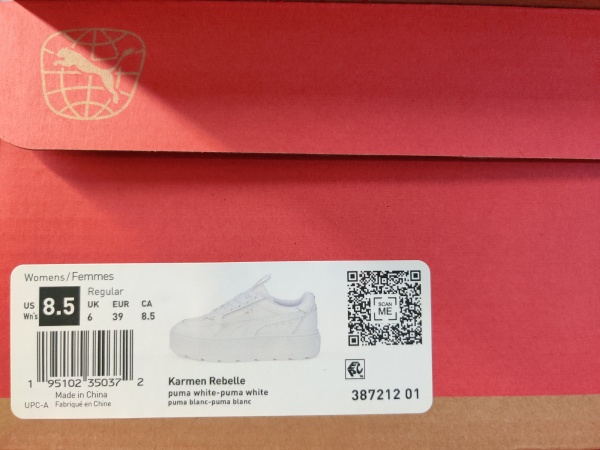 Womens/Femmes
Regular
US UK EUR CA
Wn's 8.5 6 39 8.5
SCAN ME
1 95102 35037 2
Made in China
UPC-A Fabriqué en Chine
Karmen Rebelle
puma white-puma white
puma blanc-puma blanc
387212 01